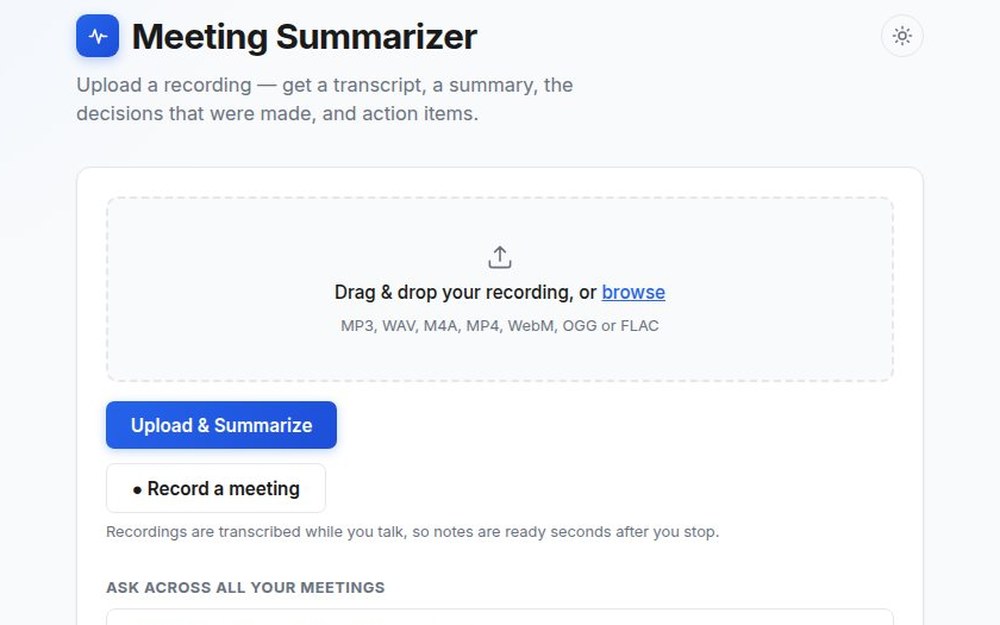 Meeting Summarizer
Upload a recording — get a transcript, a summary, the
decisions that were made, and action items.
Drag & drop your recording, or browse
MP3, WAV, M4A, MP4, WebM, OGG or FLAC
Upload & Summarize
● Record a meeting
Recordings are transcribed while you talk, so notes are ready seconds after you stop.
ASK ACROSS ALL YOUR MEETINGS